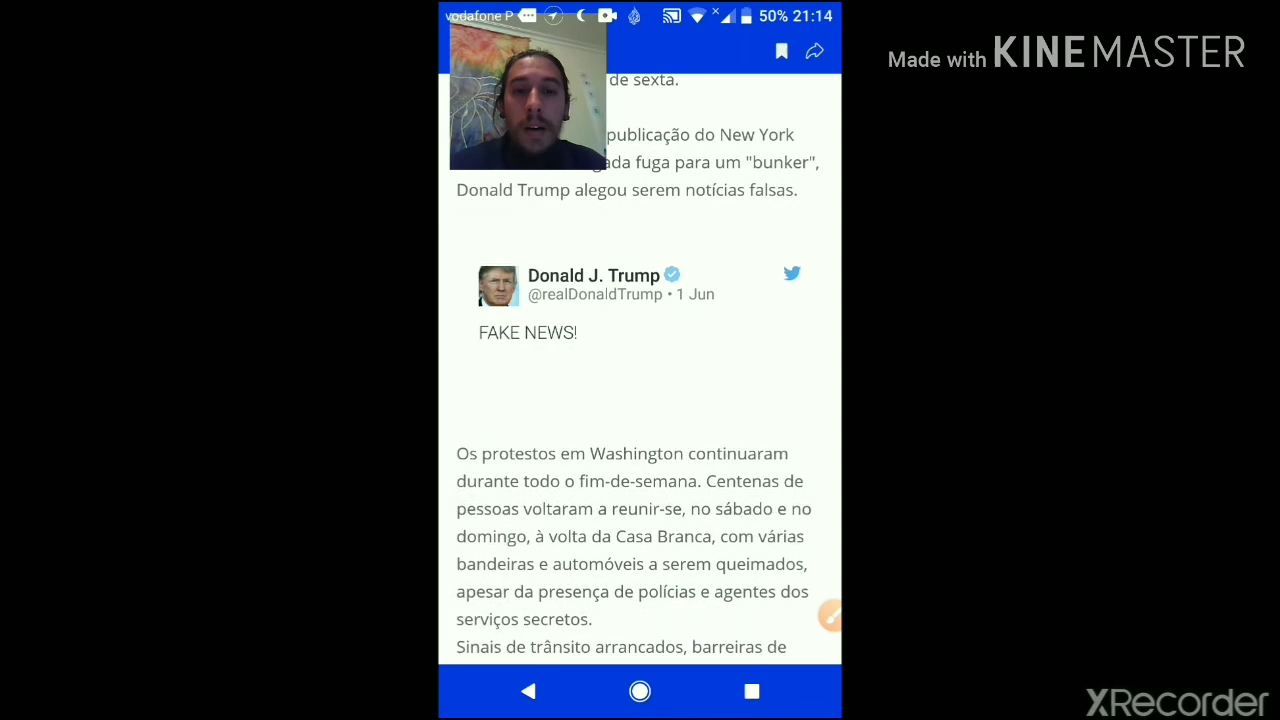 vodafone P
50% 21:14
Made with KINEMASTER
de sexta.
publicação do New York
fuga para um "bunker",
Donald Trump alegou serem notícias falsas.
Donald J. Trump
@realDonaldTrump • 1 Jun
FAKE NEWS!
Os protestos em Washington continuaram
durante todo o fim-de-semana. Centenas de
pessoas voltaram a reunir-se, no sábado e no
domingo, à volta da Casa Branca, com várias
bandeiras e automóveis a serem queimados,
apesar da presença de polícias e agentes dos
serviços secretos.
Sinais de trânsito arrancados, barreiras de
XRecorder